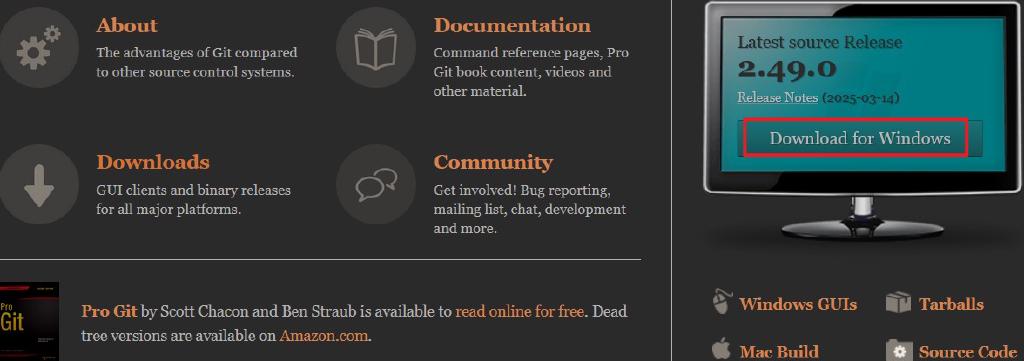 About
The advantages of Git compared
to other source control systems.
Documentation
Command reference pages, Pro
Git book content, videos and
other material.
Downloads
GUI clients and binary releases
for all major platforms.
Community
Get involved! Bug reporting,
mailing list, chat, development
and more.
Pro
Git
Pro Git by Scott Chacon and Ben Straub is available to read online for free. Dead
tree versions are available on Amazon.com.
Latest source Release
2.49.0
Release Notes (2025-03-14)
Download for Windows
Windows GUIs
Tarballs
Mac Build
Source Code